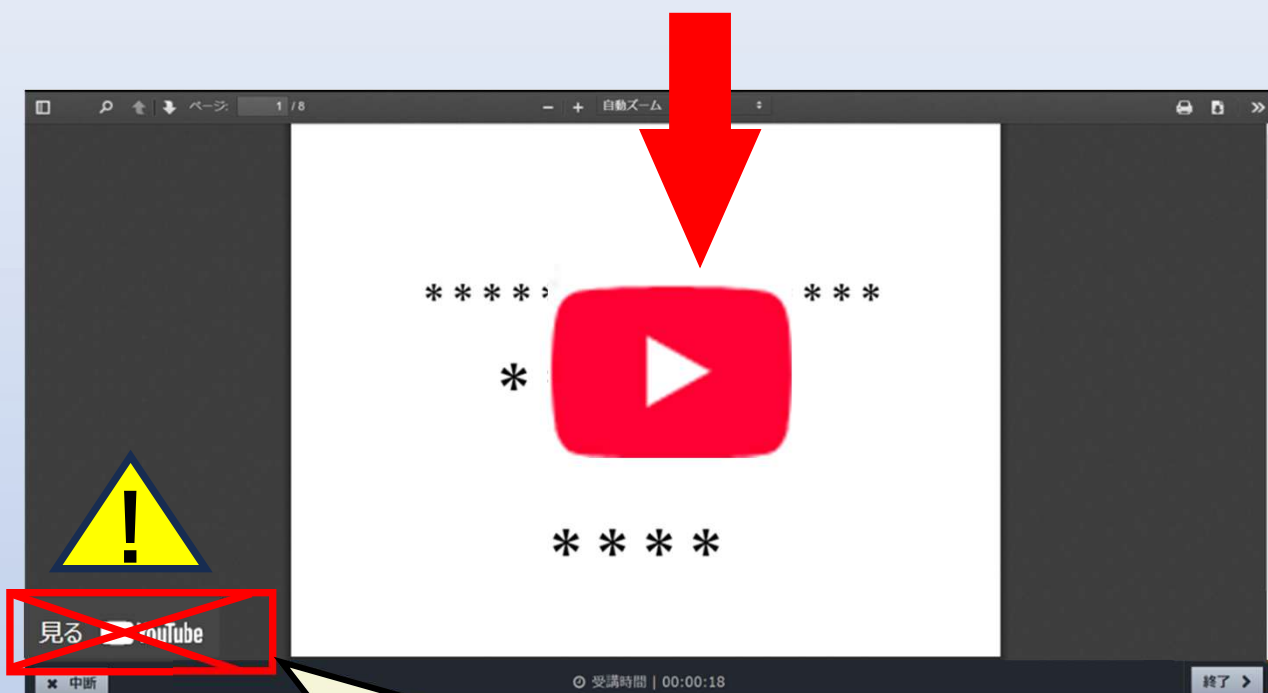 ページ: 1 / 8 − + 自動ズーム
***** ***
*
****
!
見る YouTube
× 中断 受講時間 | 00:00:18 終了 >